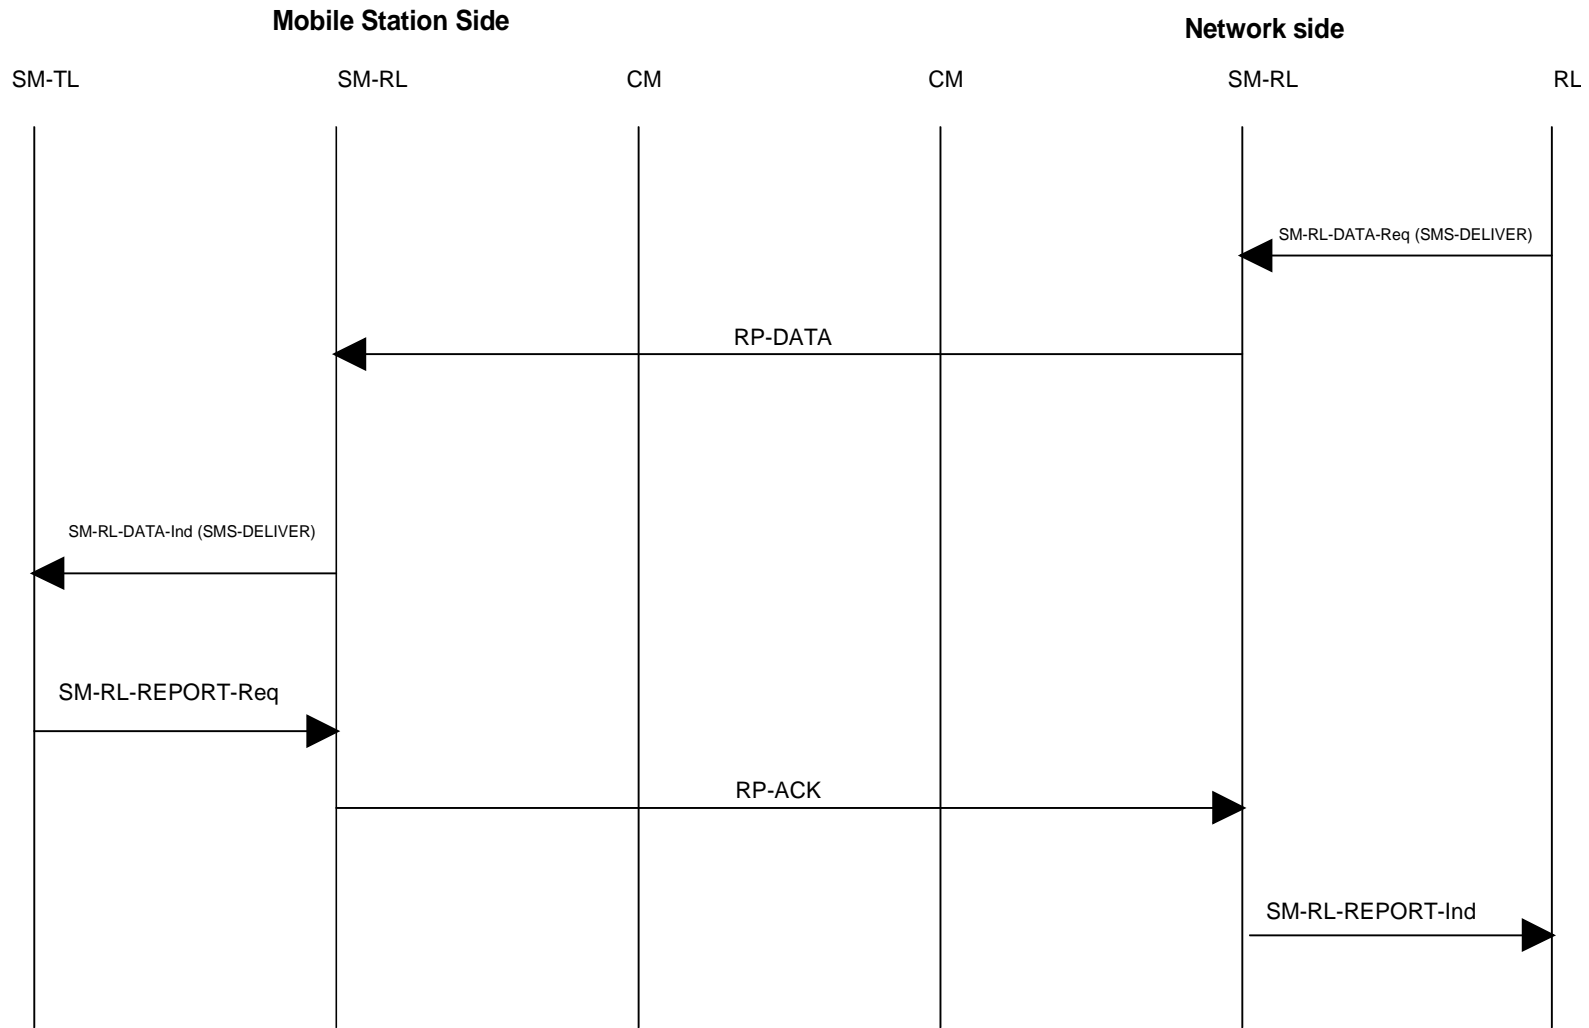 Mobile Station Side
Network side
SM-TL
SM-RL
CM
CM
SM-RL
RL
SM-RL-DATA-Req (SMS-DELIVER)
RP-DATA
SM-RL-DATA-Ind (SMS-DELIVER)
SM-RL-REPORT-Req
RP-ACK
SM-RL-REPORT-Ind